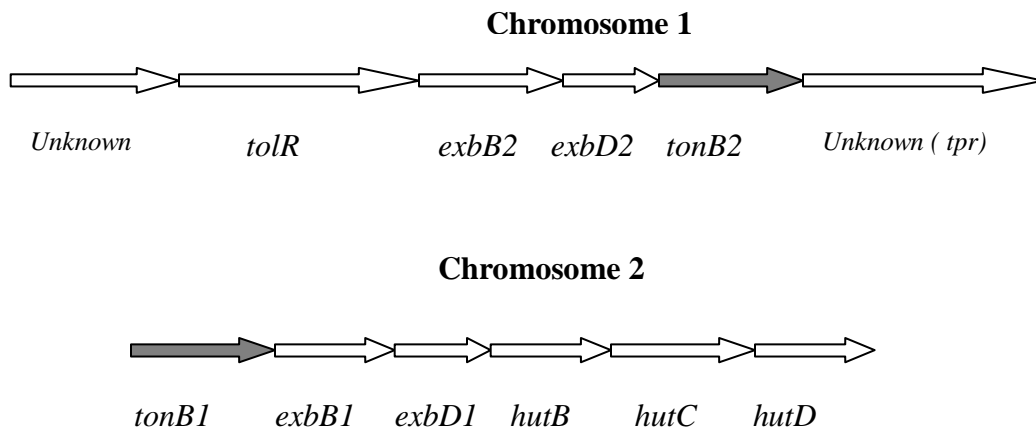 Chromosome 1
Unknown tolR exbB2 exbD2 tonB2 Unknown ( tpr)
Chromosome 2
tonB1 exbB1 exbD1 hutB hutC hutD